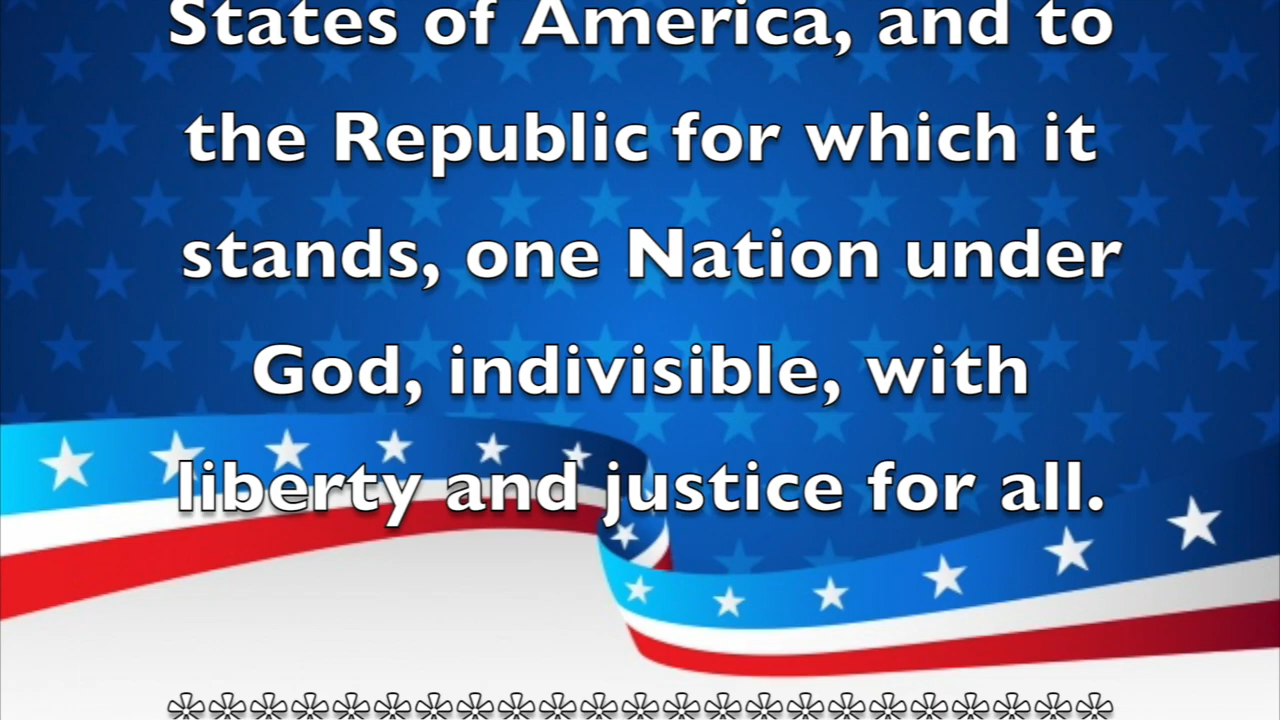 States of America, and to
the Republic for which it
stands, one Nation under
God, indivisible, with
liberty and justice for all.